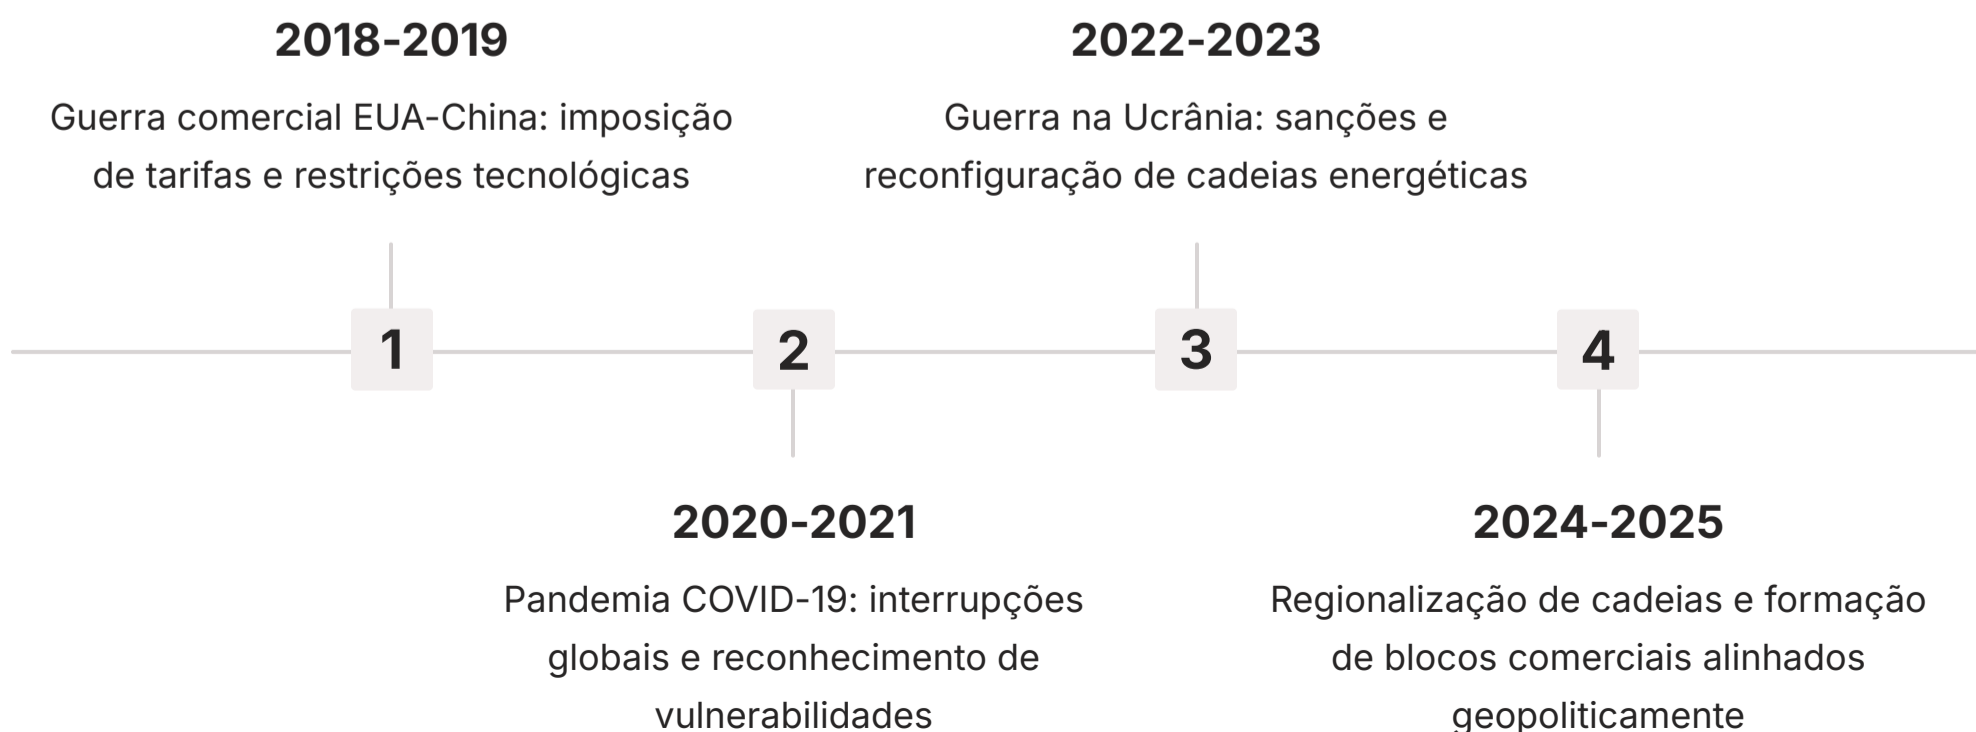 2018-2019
Guerra comercial EUA-China: imposição
de tarifas e restrições tecnológicas
2022-2023
Guerra na Ucrânia: sanções e
reconfiguração de cadeias energéticas
1
2
3
4
2020-2021
Pandemia COVID-19: interrupções
globais e reconhecimento de
vulnerabilidades
2024-2025
Regionalização de cadeias e formação
de blocos comerciais alinhados
geopoliticamente